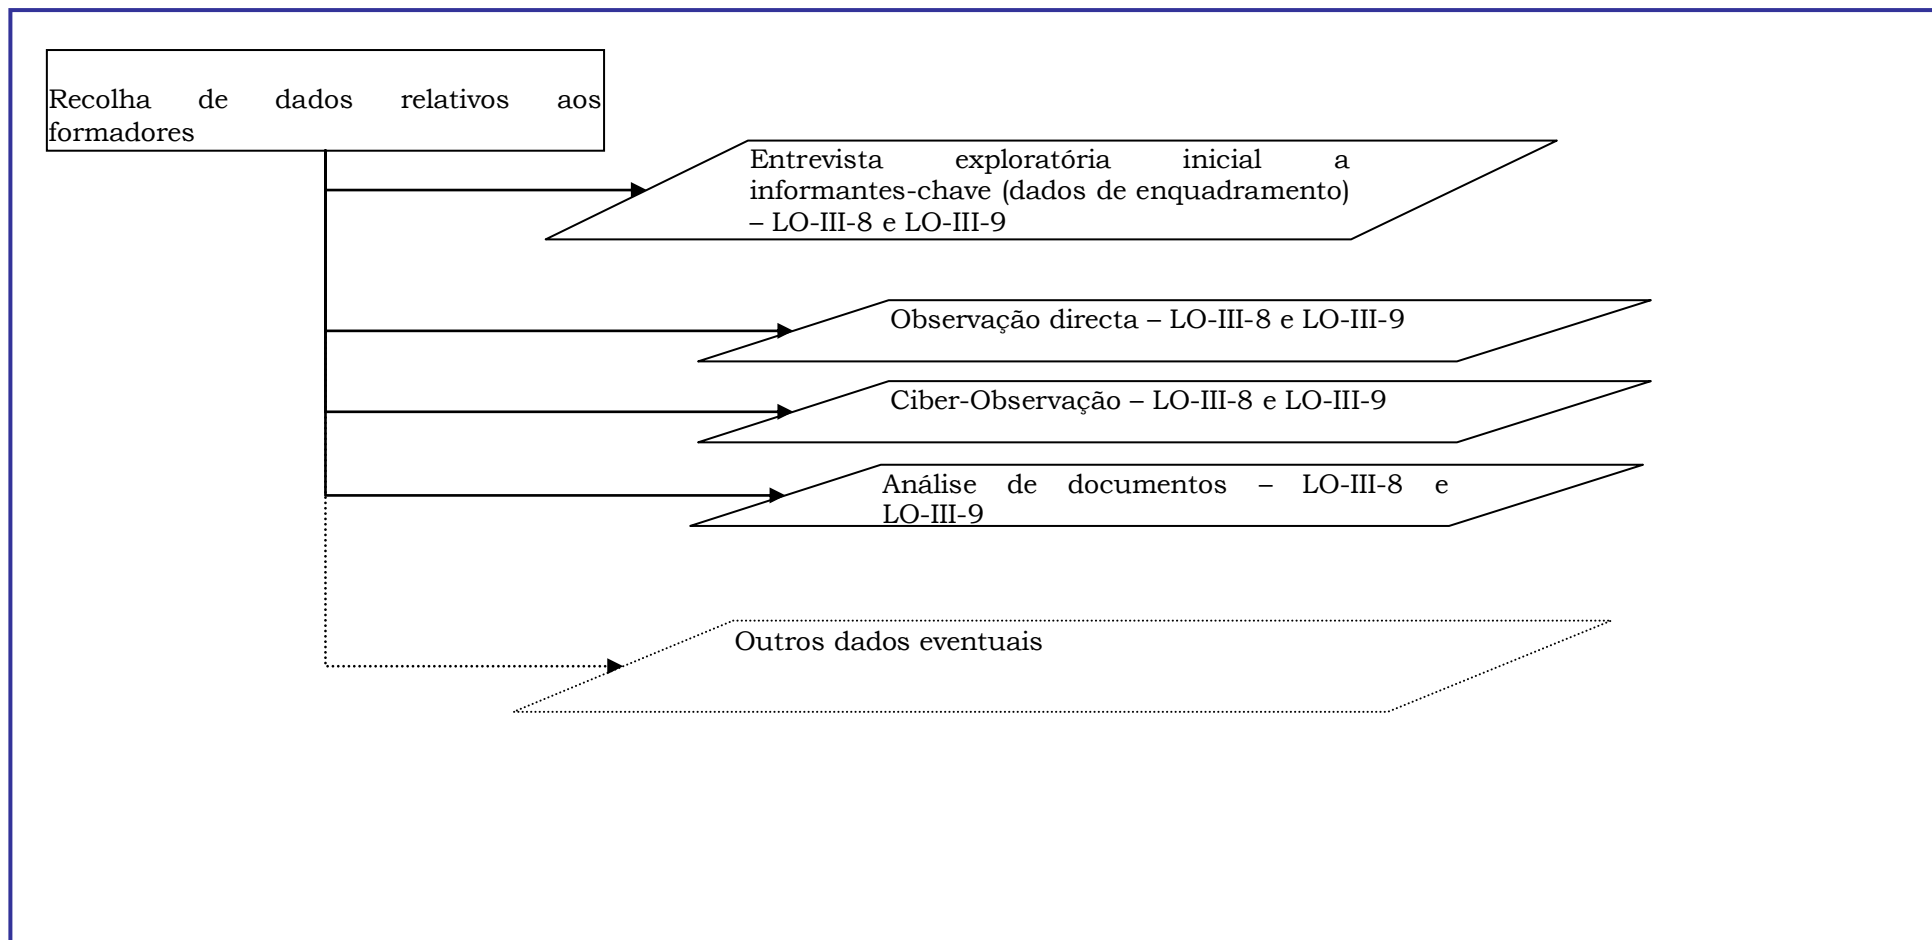 Recolha de dados relativos aos
formadores
Entrevista exploratória inicial a
informantes-chave (dados de enquadramento)
– LO-III-8 e LO-III-9
Observação directa – LO-III-8 e LO-III-9
Ciber-Observação – LO-III-8 e LO-III-9
Análise de documentos – LO-III-8 e
LO-III-9
Outros dados eventuais